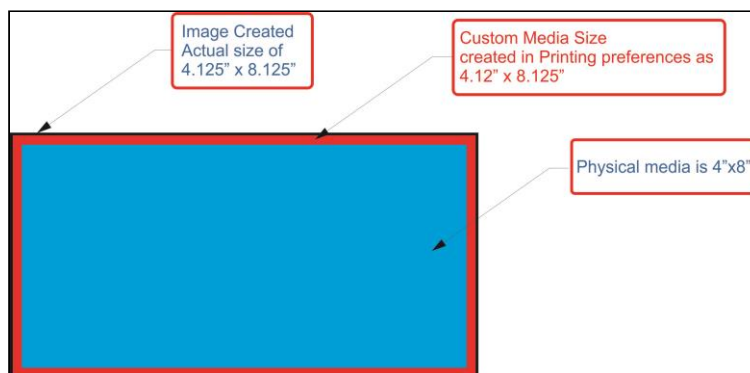 Image Created
Actual size of
4.125” x 8.125”
Custom Media Size
created in Printing preferences as
4.12” x 8.125”
Physical media is 4”x8”